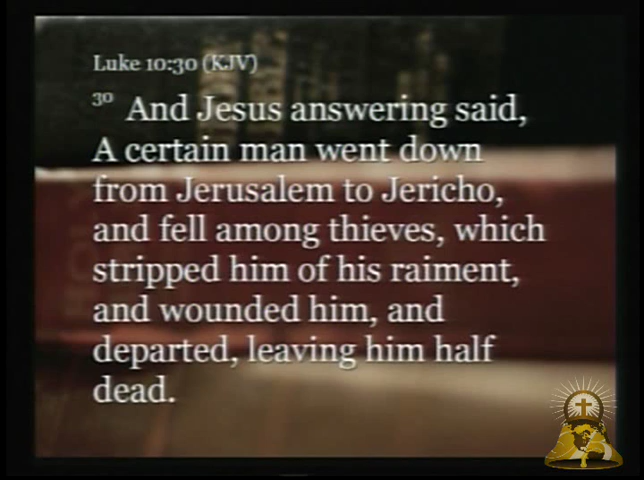 Luke 10:30 (KJV)
30 And Jesus answering said,
A certain man went down
from Jerusalem to Jericho,
and fell among thieves, which
stripped him of his raiment,
and wounded him, and
departed, leaving him half
dead.